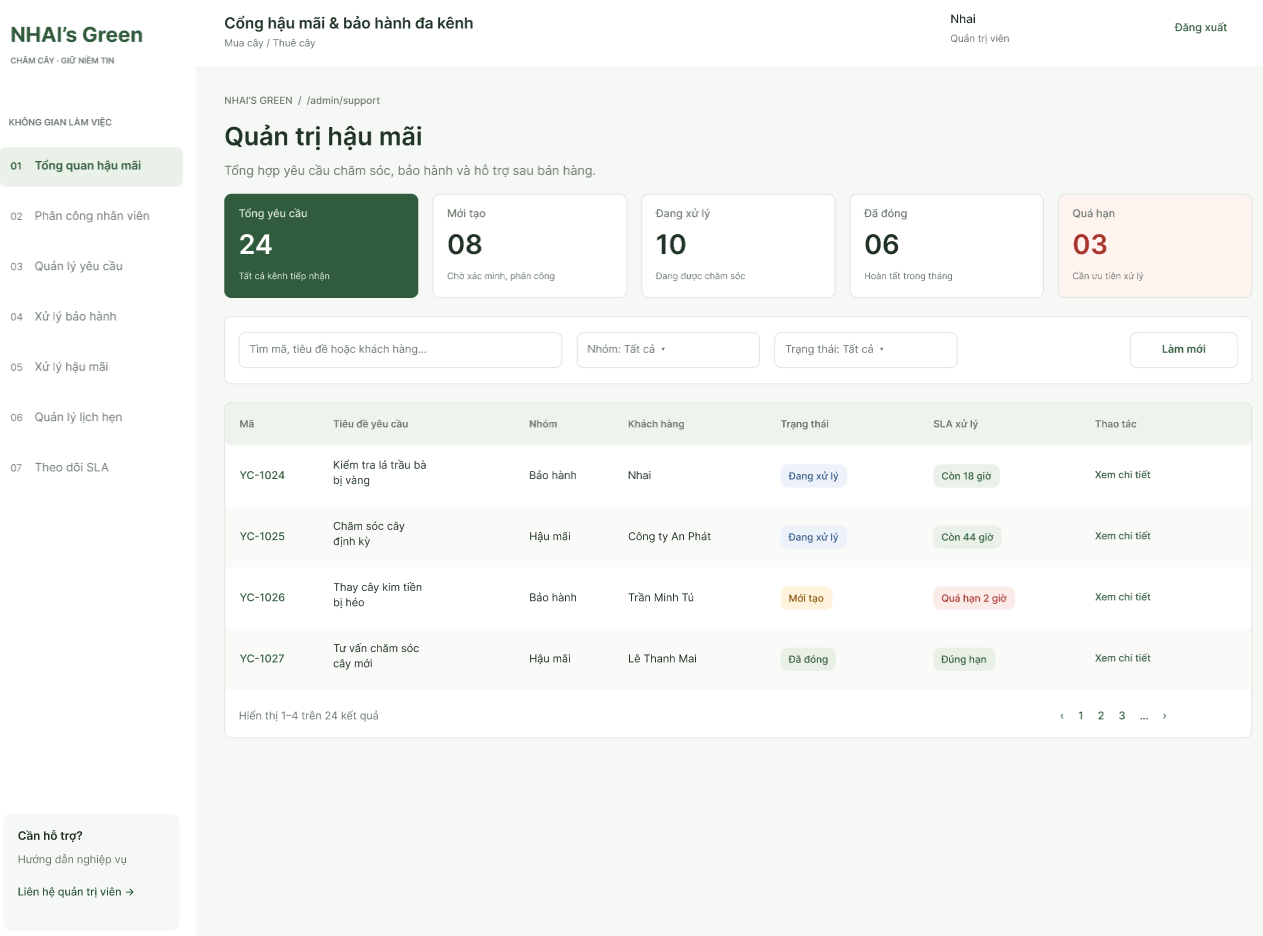 NHAI's Green
CHĂM CÂY · GIỮ NIỀM TIN
KHÔNG GIAN LÀM VIỆC
01 Tổng quan hậu mãi
02 Phân công nhân viên
03 Quản lý yêu cầu
04 Xử lý bảo hành
05 Xử lý hậu mãi
06 Quản lý lịch hẹn
07 Theo dõi SLA
Cần hỗ trợ?
Hướng dẫn nghiệp vụ
Liên hệ quản trị viên →
Cổng hậu mãi & bảo hành đa kênh
Mua cây / Thuê cây
Nhai
Quản trị viên
Đăng xuất
NHAI'S GREEN / /admin/support
Quản trị hậu mãi
Tổng hợp yêu cầu chăm sóc, bảo hành và hỗ trợ sau bán hàng.
Tổng yêu cầu
24
Tất cả kênh tiếp nhận
Mới tạo
08
Chờ xác minh, phân công
Đang xử lý
10
Đang được chăm sóc
Đã đóng
06
Hoàn tất trong tháng
Quá hạn
03
Cần ưu tiên xử lý
Tìm mã, tiêu đề hoặc khách hàng...
Nhóm: Tất cả
Trạng thái: Tất cả
Làm mới
Mã Tiêu đề yêu cầu Nhóm Khách hàng Trạng thái SLA xử lý Thao tác
YC-1024 Kiểm tra lá trầu bà
bị vàng Bảo hành Nhai Đang xử lý Còn 18 giờ Xem chi tiết
YC-1025 Chăm sóc cây
định kỳ Hậu mãi Công ty An Phát Đang xử lý Còn 44 giờ Xem chi tiết
YC-1026 Thay cây kim tiền
bị héo Bảo hành Trần Minh Tú Mới tạo Quá hạn 2 giờ Xem chi tiết
YC-1027 Tư vấn chăm sóc
cây mới Hậu mãi Lê Thanh Mai Đã đóng Đúng hạn Xem chi tiết
Hiển thị 1–4 trên 24 kết quả
‹ 1 2 3 ... ›